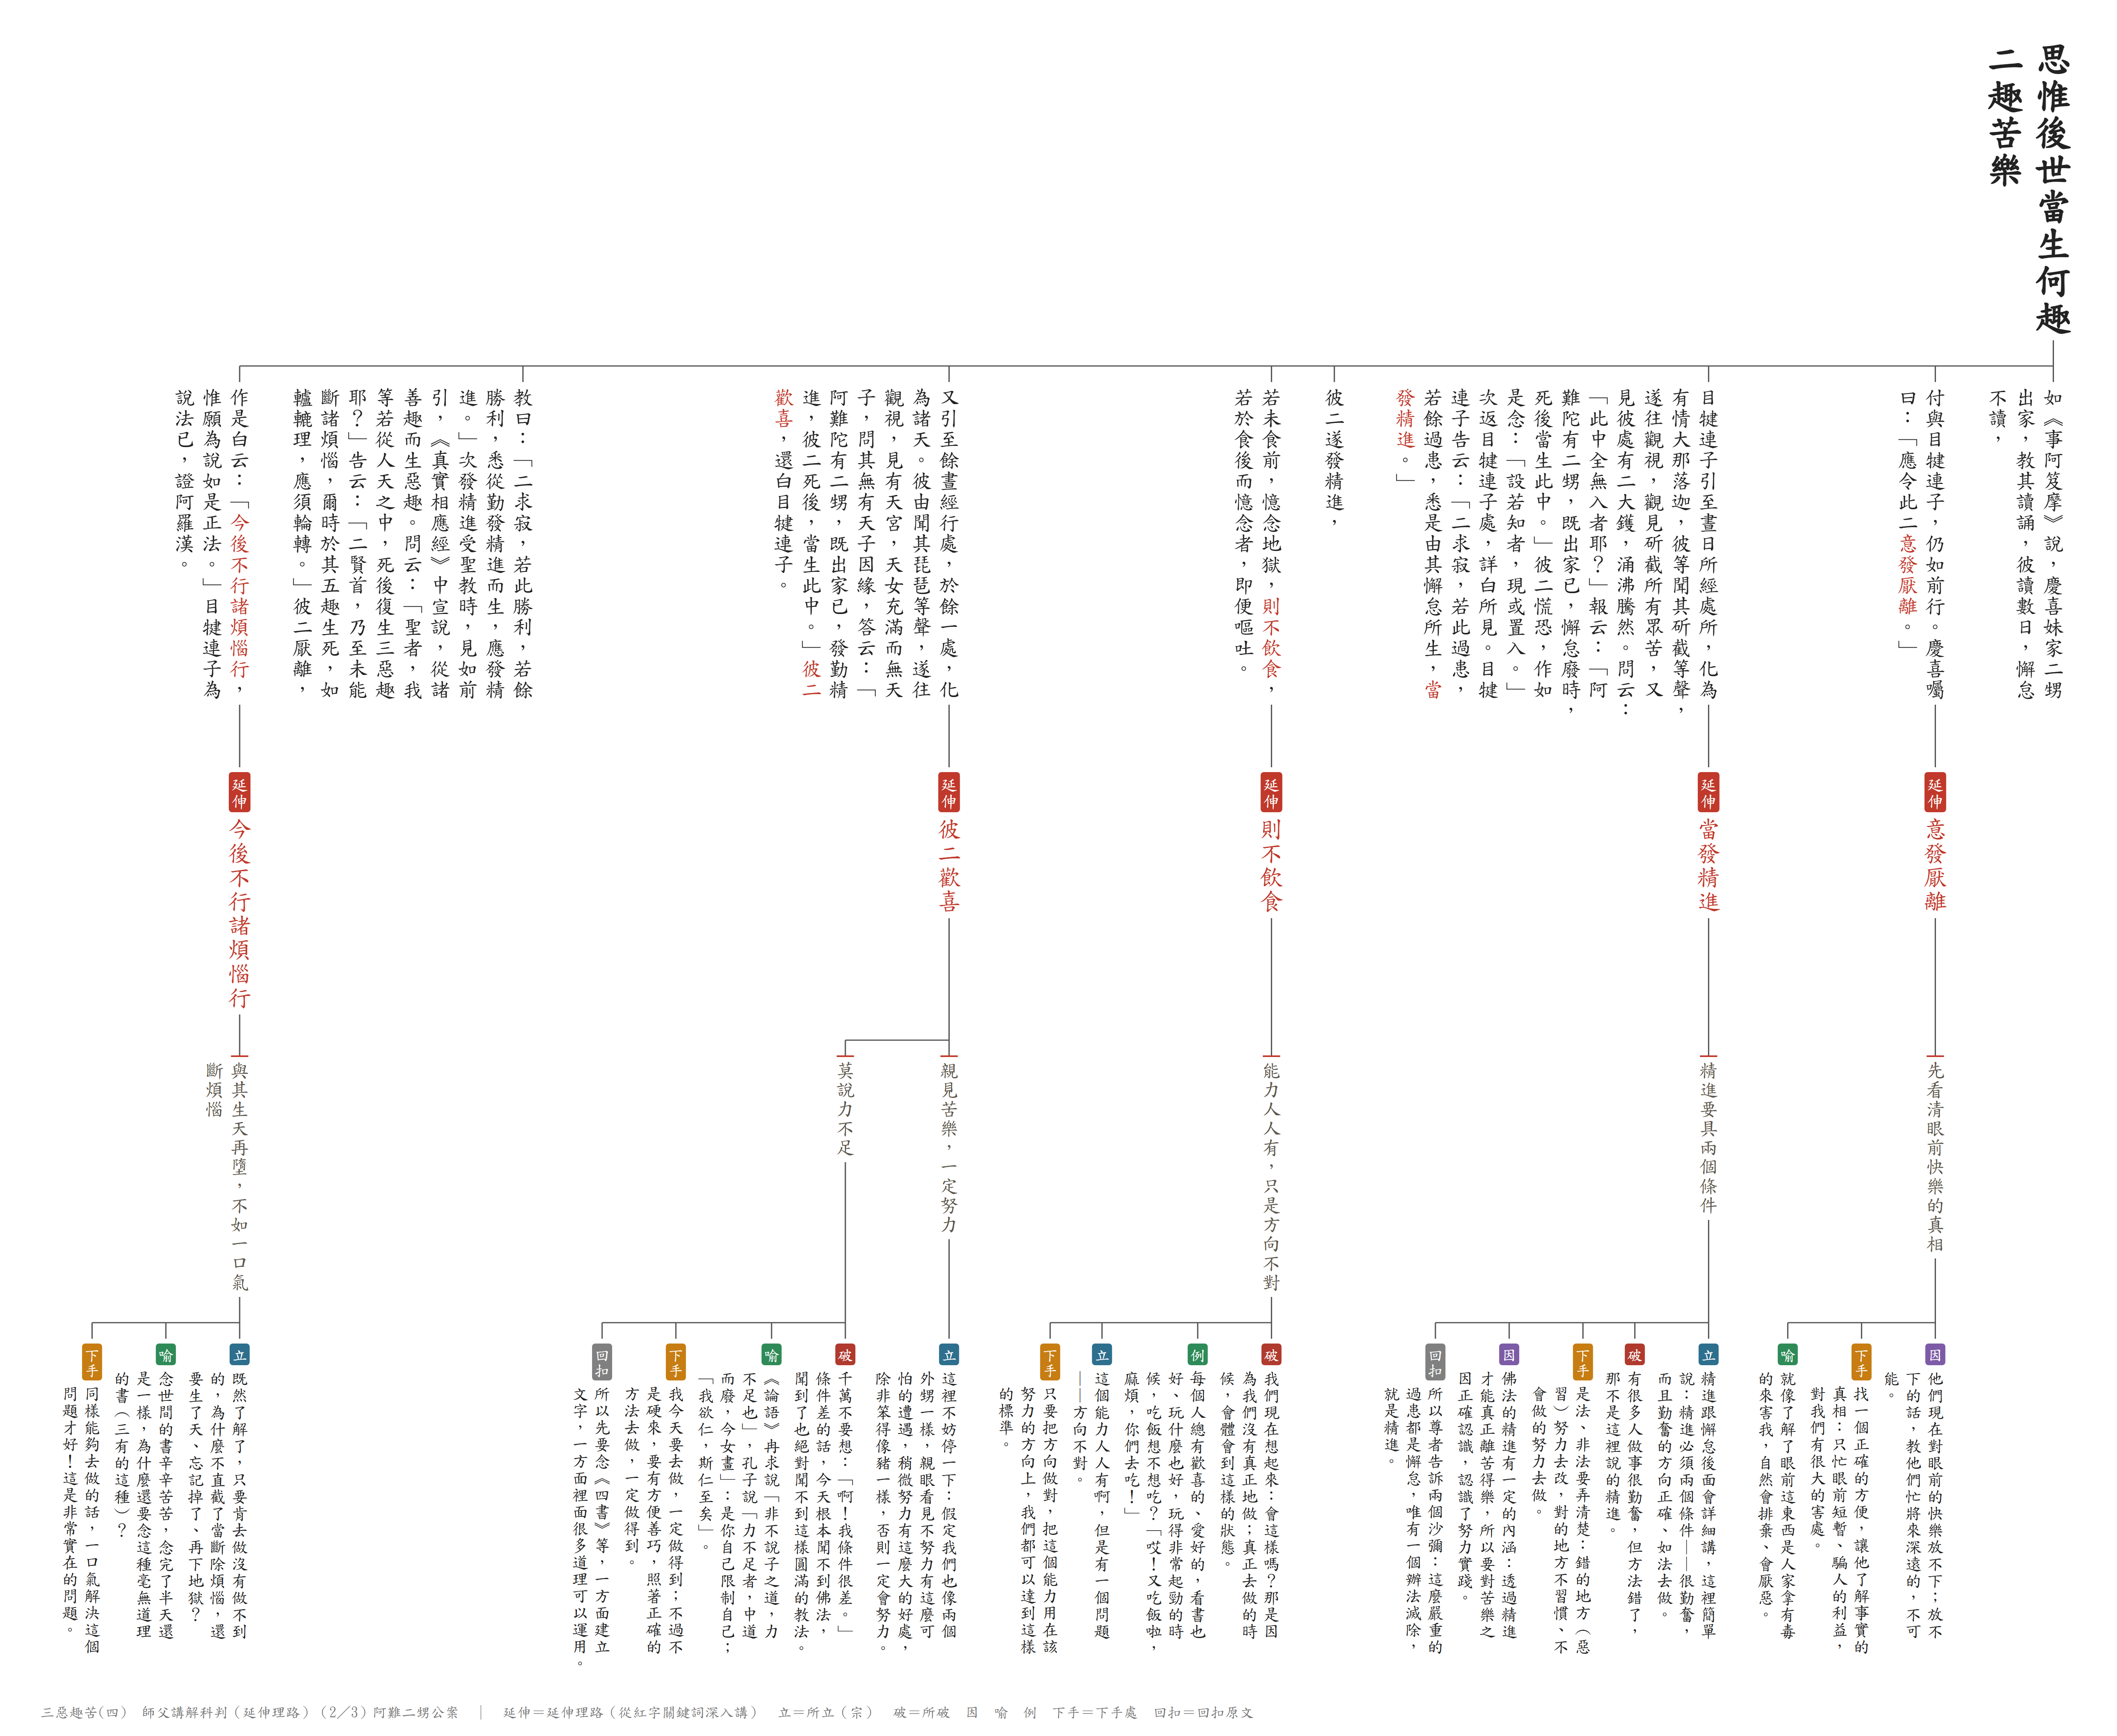 思惟後世當生何趣
二趣苦樂
如《事阿笈摩》說，慶喜妹家二甥
出家，教其讀誦，彼讀數日，懈怠
不讀，
付與目犍連子，仍如前行。慶喜囑
曰：「應令此二意發厭離。」
延伸
意發厭離
先看清眼前快樂的真相
因
他們現在對眼前的快樂放不下；放不
下的話，教他們忙將來深遠的，不可
能。
下手
找一個正確的方便，讓他了解事實的
真相：只忙眼前短暫、騙人的利益，
對我們有很大的害處。
喻
就像了解了眼前這東西是人家拿有毒
的來害我，自然會排棄、會厭惡。
目犍連子引至晝日所經處所，化為
有情大那落迦，彼等聞其斫截等聲，
遂往觀視，觀見斫截所有眾苦，又
見彼處有二大鑊，涌沸騰然。問云：
「此中全無入者耶？」報云：「阿
難陀有二甥，既出家已，懈怠廢時，
死後當生此中。」彼二慌恐，作如
是念：「設若知者，現或置入。」
次返目犍連子處，詳白所見。目犍
連子告云：「二求寂，若此過患，
若餘過患，悉是由其懈怠所生，當
發精進。」
延伸
當發精進
精進要具兩個條件
立
精進跟懈怠後面會詳細講，這裡簡單
說：精進必須兩個條件——很勤奮，
而且勤奮的方向正確、如法去做。
破
有很多人做事很勤奮，但方法錯了，
那不是這裡說的精進。
下手
是法、非法要弄清楚：錯的地方（惡
習）努力去改，對的地方不習慣、不
會做的努力去做。
因
佛法的精進有一定的內涵：透過精進
才能真正離苦得樂，所以要對苦樂之
因正確認識，認識了努力實踐。
回扣
所以尊者告訴兩個沙彌：這麼嚴重的
過患都是懈怠，唯有一個辦法滅除，
就是精進。
彼二遂發精進，
若未食前，憶念地獄，則不飲食，
若於食後而憶念者，即便嘔吐。
延伸
則不飲食
能力人人有，只是方向不對
破
我們現在想起來：會這樣嗎？那是因
為我們沒有真正地做；真正去做的時
候，會體會到這樣的狀態。
例
每個人總有歡喜的、愛好的，看書也
好、玩什麼也好，玩得非常起勁的時
候，吃飯想不想吃？「哎！又吃飯啦，
麻煩，你們去吃！」
立
這個能力人人有啊，但是有一個問題
——方向不對。
下手
只要把方向做對，把這個能力用在該
努力的方向上，我們都可以達到這樣
的標準。
又引至餘晝經行處，於餘一處，化
為諸天。彼由聞其琵琶等聲，遂往
觀視，見有天宮，天女充滿而無天
子，問其無有天子因緣，答云：「
阿難陀有二甥，既出家已，發勤精
進，彼二死後，當生此中。」彼二
歡喜，還白目犍連子。
延伸
彼二歡喜
親見苦樂，一定努力
立
這裡不妨停一下：假定我們也像兩個
外甥一樣，親眼看見不努力有這麼可
怕的遭遇，稍微努力有這麼大的好處，
除非笨得像豬一樣，否則一定會努力。
莫說力不足
破
千萬不要想：「啊！我條件很差。」
條件差的話，今天根本聞不到佛法，
聞到了也絕對聞不到這樣圓滿的教法。
喻
《論語》冉求說「非不說子之道，力
不足也」，孔子說「力不足者，中道
而廢，今女畫」：是你自己限制自己；
「我欲仁，斯仁至矣」。
下手
我今天要去做，一定做得到；不過不
是硬來，要有方便善巧，照著正確的
方法去做，一定做得到。
回扣
所以先要念《四書》等，一方面建立
文字，一方面裡面很多道理可以運用。
教曰：「二求寂，若此勝利，若餘
勝利，悉從勤發精進而生，應發精
進。」次發精進受聖教時，見如前
引，《真實相應經》中宣說，從諸
善趣而生惡趣。問云：「聖者，我
等若從人天之中，死後復生三惡趣
耶？」告云：「二賢首，乃至未能
斷諸煩惱，爾時於其五趣生死，如
轤轆理，應須輪轉。」彼二厭離，
作是白云：「今後不行諸煩惱行，
惟願為說如是正法。」目犍連子為
說法已，證阿羅漢。
延伸
今後不行諸煩惱行
與其生天再墮，不如一口氣
斷煩惱
立
既然了解了，只要肯去做沒有做不到
的，為什麼不直截了當斷除煩惱，還
要生了天、忘記掉了、再下地獄？
喻
念世間的書辛辛苦苦，念完了半天還
是一樣，為什麼還要念這種毫無道理
的書（三有的這種）？
下手
同樣能夠去做的話，一口氣解決這個
問題才好！這是非常實在的問題。
三惡趣苦(四)　師父講解科判（延伸理路）（2／3）阿難二甥公案　｜　延伸＝延伸理路（從紅字關鍵詞深入講）　立＝所立（宗）　破＝所破　因　喻　例　下手＝下手處　回扣＝回扣原文